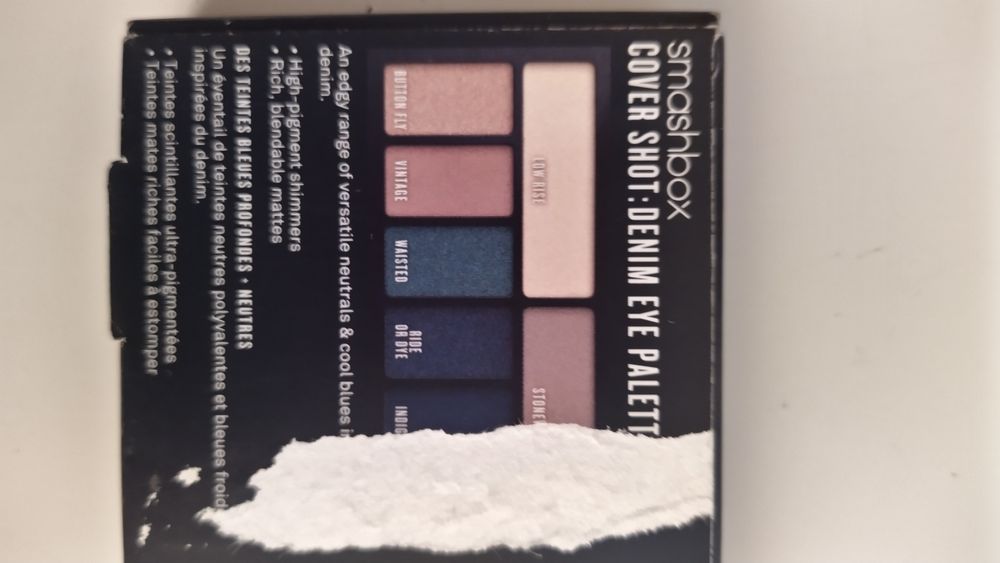 smashbox
COVER SHOT: DENIM EYE PALETT
LOW RISE
STONE
BUTTON FLY
VINTAGE
WAISTED
RIDE
OR DYE
INDIG
An edgy range of versatile neutrals & cool blues i
denim.
• High-pigment shimmers
• Rich, blendable mattes
DES TEINTES BLEUES PROFONDES + NEUTRES
Un éventail de teintes neutres polyvalentes et bleues froid
inspirées du denim.
• Teintes scintillantes ultra-pigmentées
• Teintes mates riches faciles à estomper